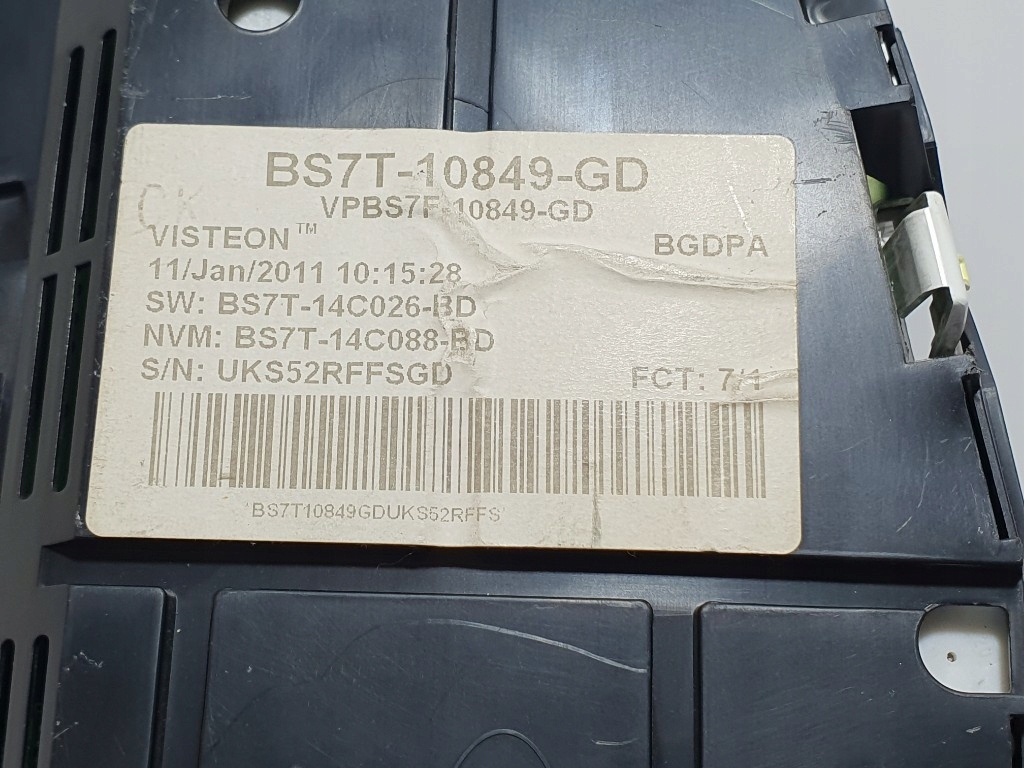 BS7T-10849-GD
VPBS7F-10849-GD
CK
VISTEON™ BGDPA
11/Jan/2011 10:15:28
SW: BS7T-14C026-BD
NVM: BS7T-14C088-BD
S/N: UKS52RFFSGD FCT: 7/1
*BS7T10849GDUKS52RFFS*